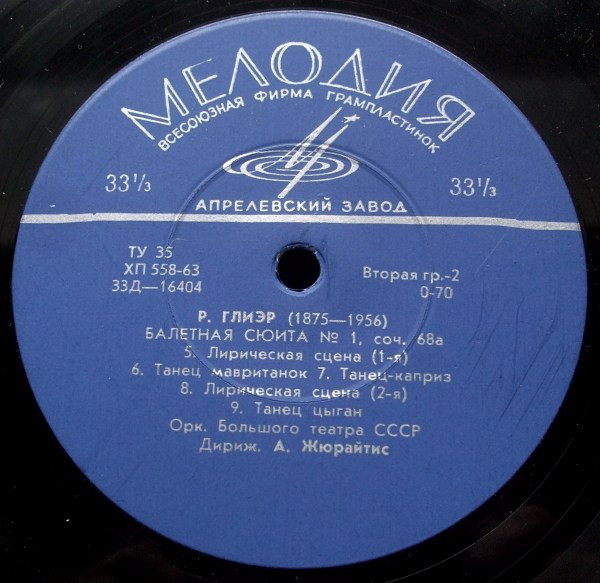 МЕЛОДИЯ
ВСЕСОЮЗНАЯ ФИРМА ГРАМПЛАСТИНОК
33⅓ 33⅓
АПРЕЛЕВСКИЙ ЗАВОД
ТУ 35
ХП 558-63
33Д—16404
Вторая гр.-2
0-70
Р. ГЛИЭР (1875—1956)
БАЛЕТНАЯ СЮИТА № 1, соч. 68а
5. Лирическая сцена (1-я)
6. Танец мавританок 7. Танец-каприз
8. Лирическая сцена (2-я)
9. Танец цыган
Орк. Большого театра СССР
Дириж. А. Жюрайтис